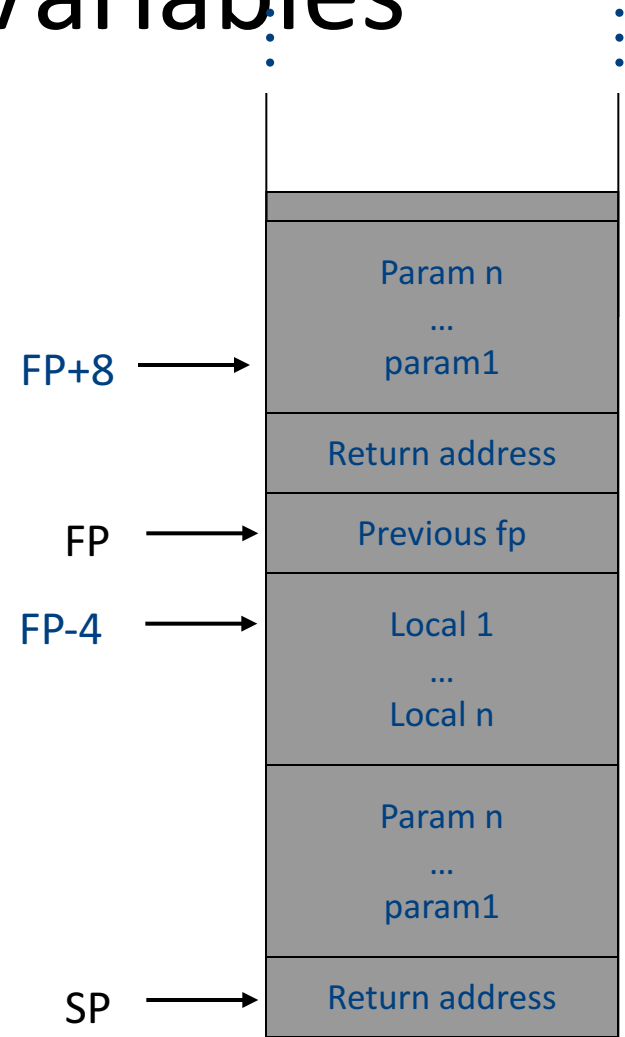 Variables
Param n
...
FP+8
param1
Return address
FP
Previous fp
FP-4
Local 1
...
Local n
Param n
...
param1
SP
Return address